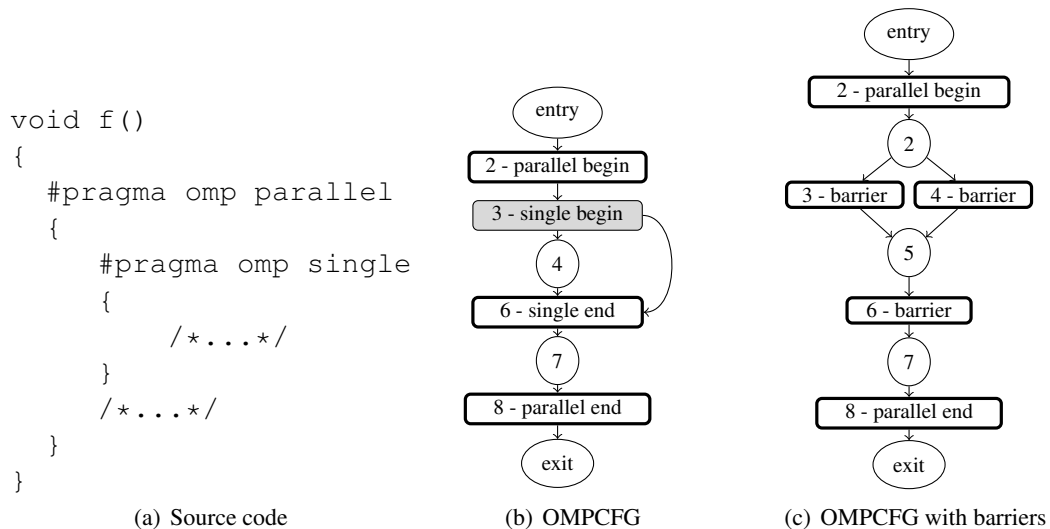 void f()
{
#pragma omp parallel
{
#pragma omp single
{
/*...*/
}
/*...*/
}
}
(a) Source code
entry
2 - parallel begin
3 - single begin
4
6 - single end
7
8 - parallel end
exit
(b) OMPCFG
entry
2 - parallel begin
2
3 - barrier 4 - barrier
5
6 - barrier
7
8 - parallel end
exit
(c) OMPCFG with barriers